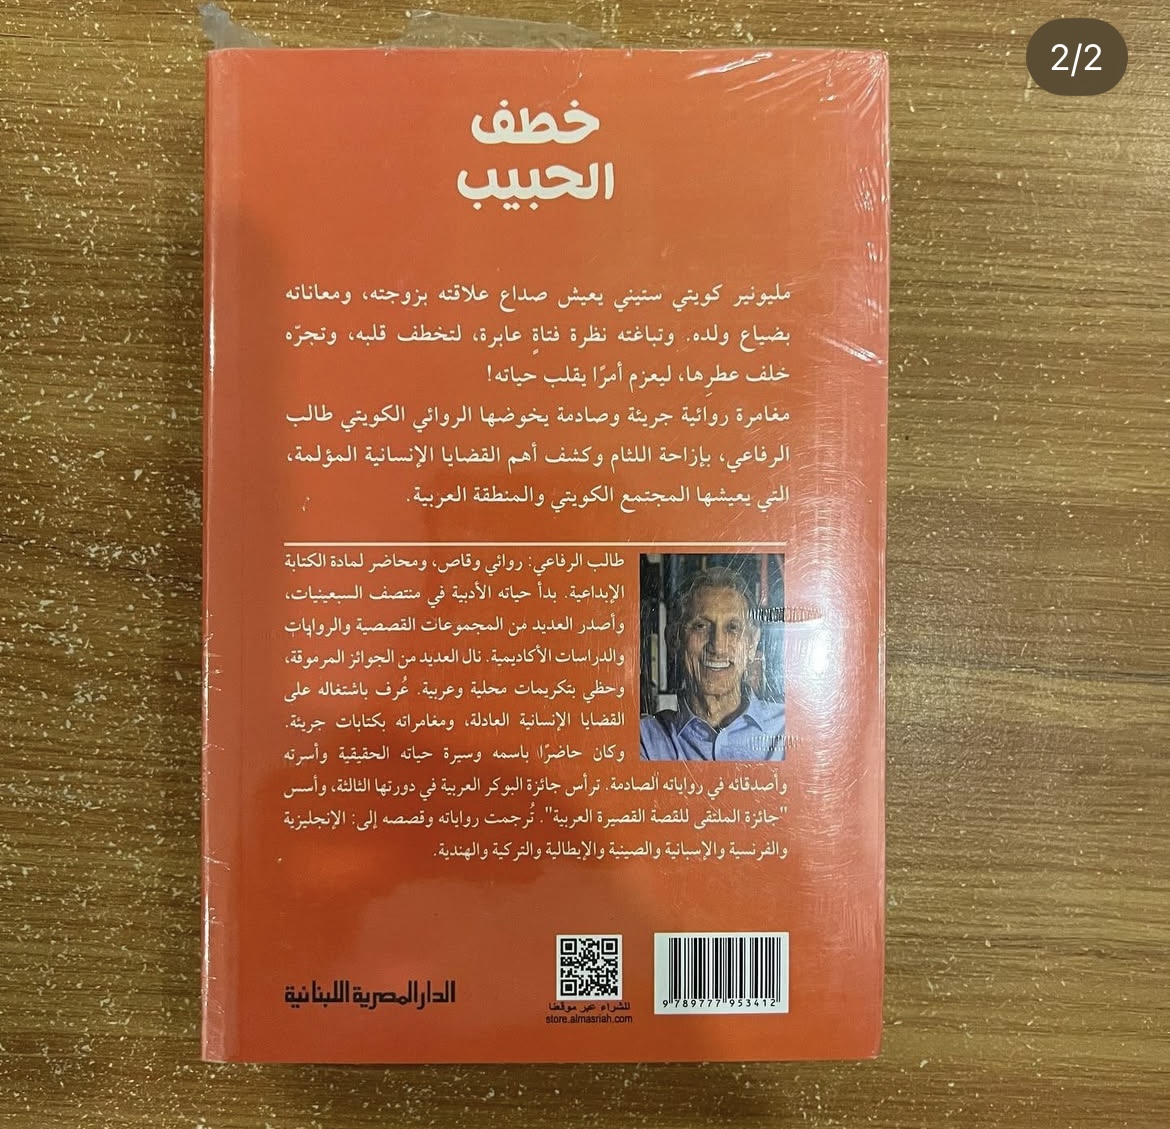 2/2
خطف
الحبيب
مليونير كويتي ستيني يعيش صداع علاقته بزوجته، ومعاناته
بضياع ولده. وتباغته نظرة فتاةٍ عابرة، لتخطف قلبه، وتجرّه
خلف عطرِها، ليعزم أمرًا يقلب حياته!
مغامرة روائية جريئة وصادمة يخوضها الروائي الكويتي طالب
الرفاعي، بإزاحة اللثام وكشف أهم القضايا الإنسانية المؤلمة،
التي يعيشها المجتمع الكويتي والمنطقة العربية.
طالب الرفاعي: روائي وقاص، ومحاضر لمادة الكتابة
الإبداعية. بدأ حياته الأدبية في منتصف السبعينيات،
وأصدر العديد من المجموعات القصصية والروايات
والدراسات الأكاديمية. نال العديد من الجوائز المرموقة،
وحظي بتكريمات محلية وعربية. عُرف باشتغاله على
القضايا الإنسانية العادلة، ومغامراته بكتابات جريئة.
وكان حاضرًا باسمه وسيرة حياته الحقيقية وأسرته
وأصدقائه في رواياته الصادمة. ترأس جائزة البوكر العربية في دورتها الثالثة، وأسس
"جائزة الملتقى للقصة القصيرة العربية". تُرجمت رواياته وقصصه إلى: الإنجليزية
والفرنسية والإسبانية والصينية والإيطالية والتركية والهندية.
الدار المصرية اللبنانية
للشراء عبر موقعنا
store.almasriah.com
9 789777 953412